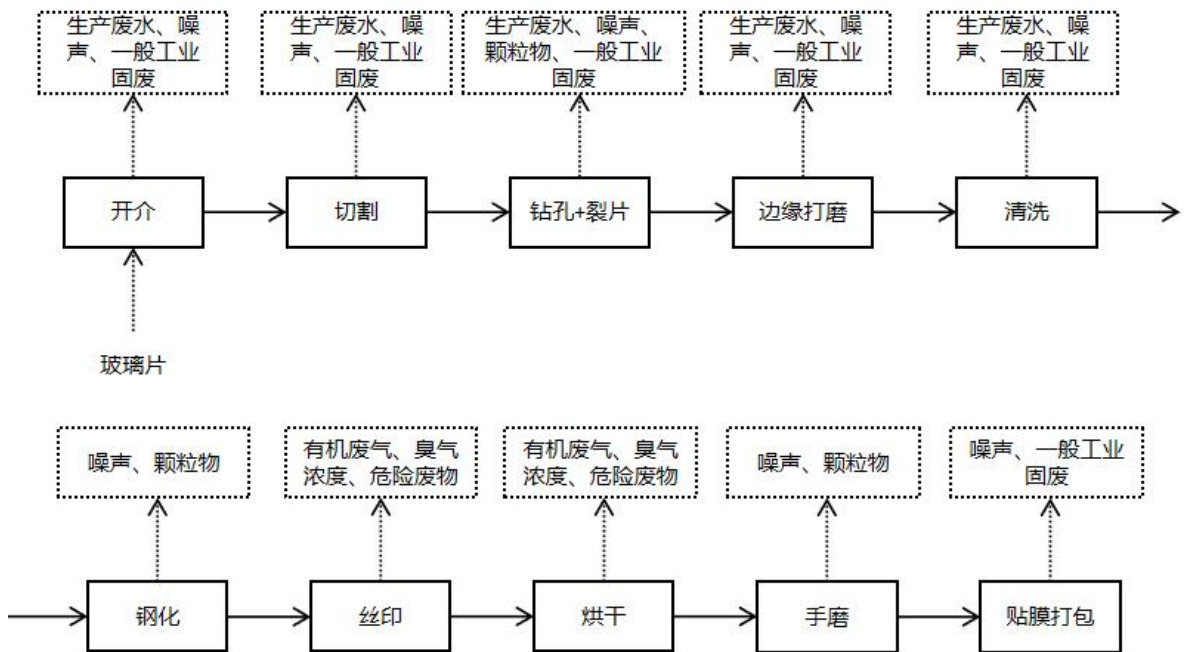 生产废水、噪
声、一般工业
固废
生产废水、噪
声、一般工业
固废
生产废水、噪声、
颗粒物、一般工业
固废
生产废水、噪
声、一般工业
固废
生产废水、噪
声、一般工业
固废
开介
切割
钻孔+裂片
边缘打磨
清洗
玻璃片
噪声、颗粒物
有机废气、臭气
浓度、危险废物
有机废气、臭气
浓度、危险废物
噪声、颗粒物
噪声、一般工业
固废
钢化
丝印
烘干
手磨
贴膜打包